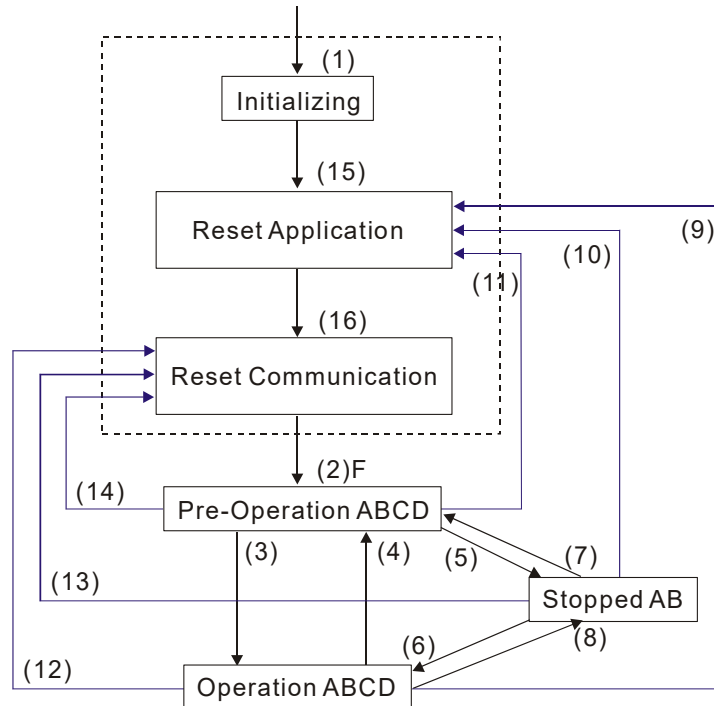 (1)
Initializing
(15)
Reset Application
(9)
(10)
(11)
(16)
Reset Communication
(2)F
(14)
Pre-Operation ABCD
(3)
(4)
(5)
(7)
(13)
Stopped AB
(6)
(8)
(12)
Operation ABCD